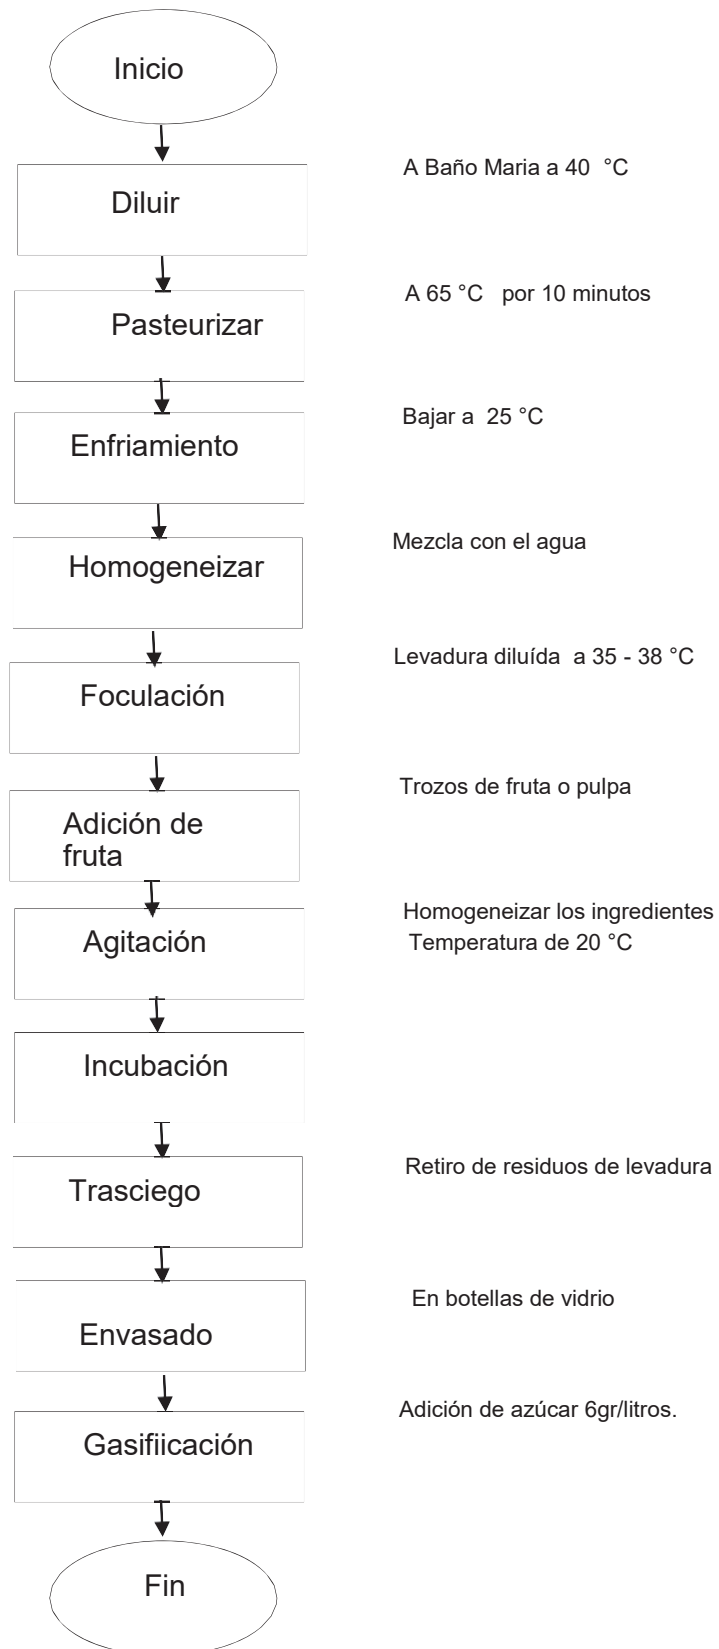 Inicio
A Baño Maria a 40 °C
Diluir
A 65 °C por 10 minutos
Pasteurizar
Bajar a 25 °C
Enfriamiento
Mezcla con el agua
Homogeneizar
Levadura diluída a 35 - 38 °C
Foculación
Trozos de fruta o pulpa
Adición de
fruta
Homogeneizar los ingredientes
Temperatura de 20 °C
Agitación
Incubación
Retiro de residuos de levadura
Trasciego
En botellas de vidrio
Envasado
Adición de azúcar 6gr/litros.
Gasifiicación
Fin